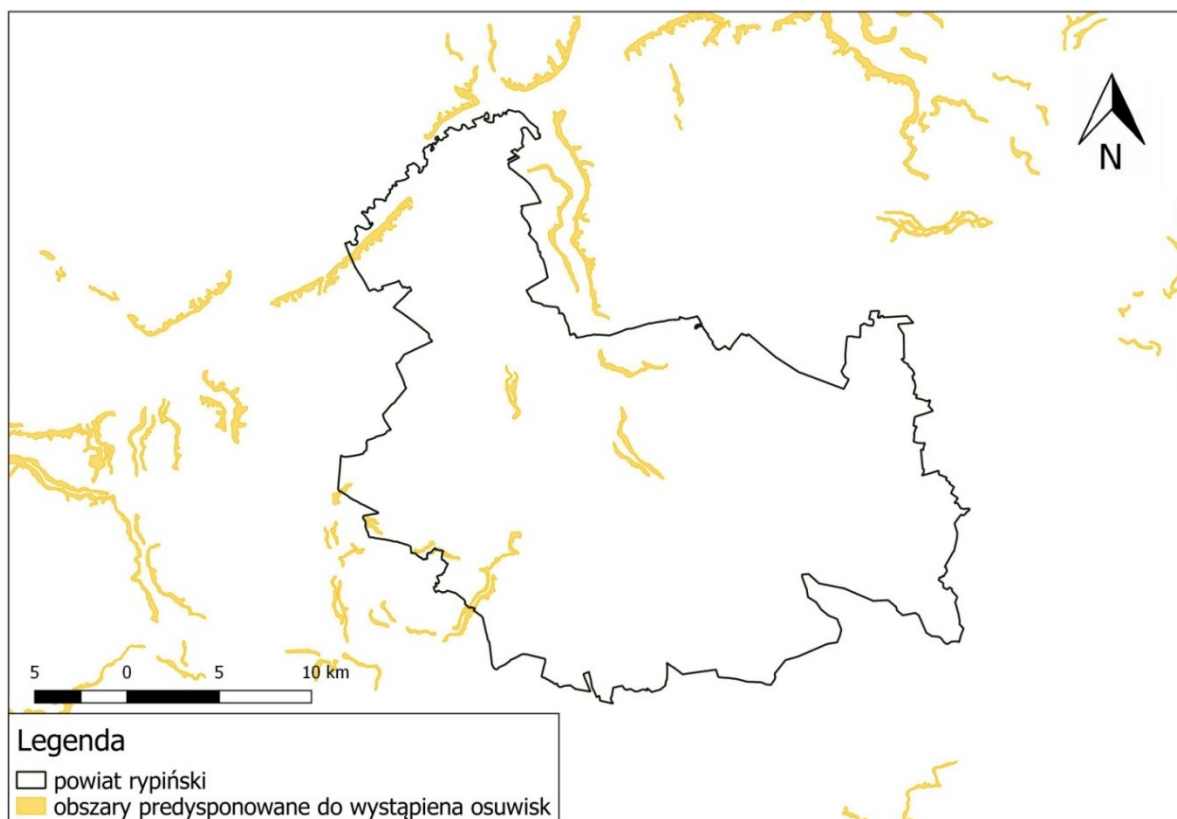 N
5 0 5 10 km
Legenda
powiat rypiński
obszary predysponowane do wystąpiena osuwisk